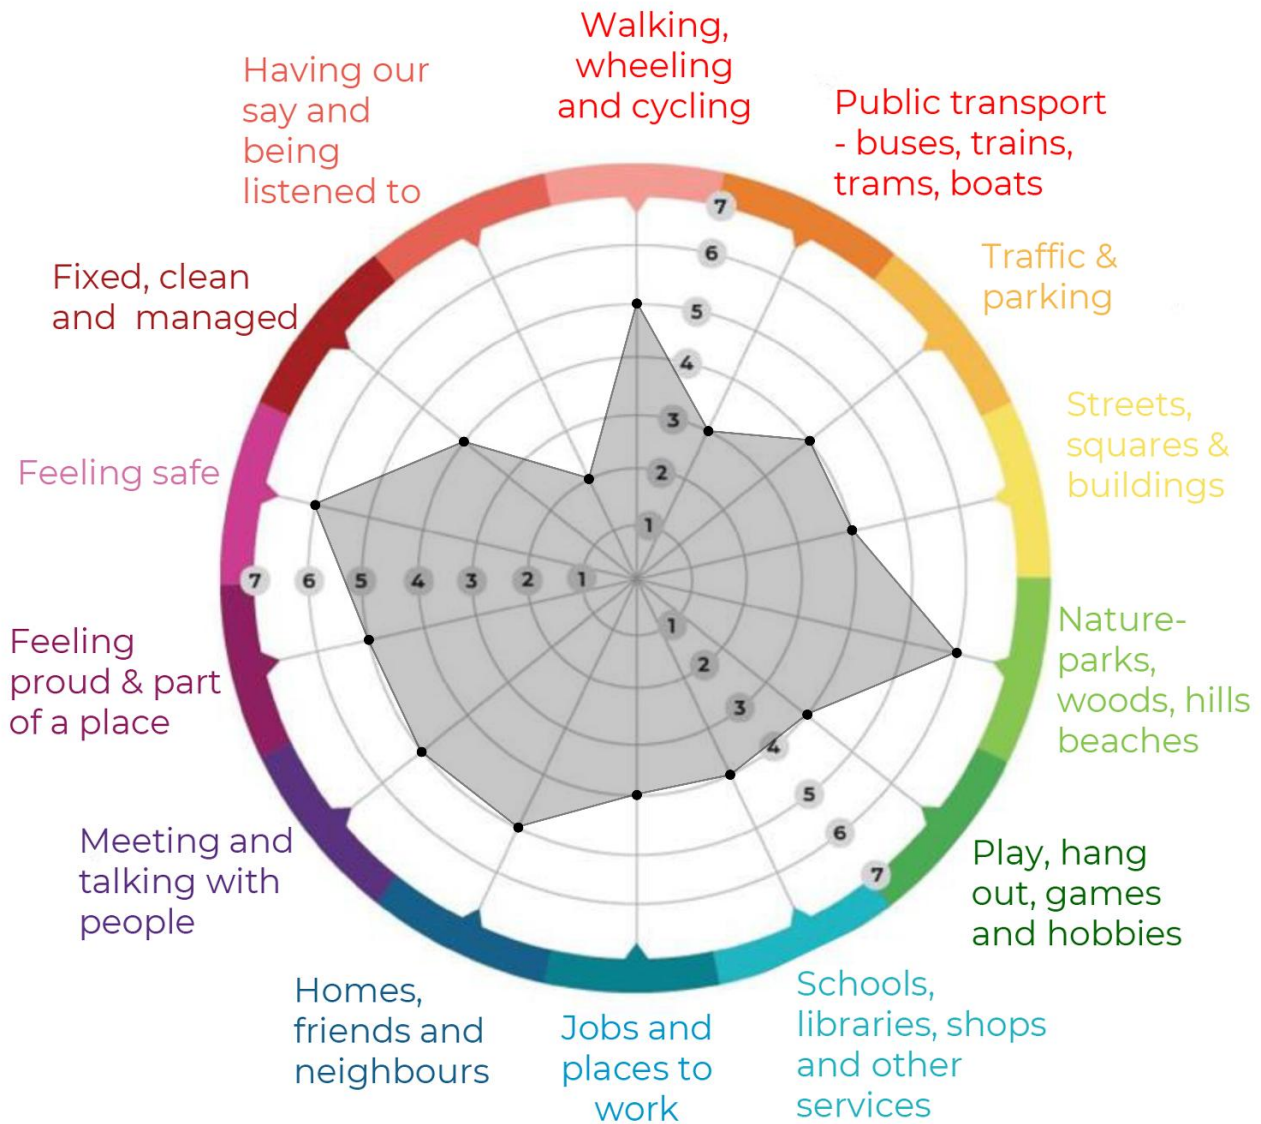 Walking,
wheeling
and cycling
Public transport
- buses, trains,
trams, boats
Traffic &
parking
Streets,
squares &
buildings
Nature-
parks,
woods, hills
beaches
Play, hang
out, games
and hobbies
Schools,
libraries, shops
and other
services
Jobs and
places to
work
Homes,
friends and
neighbours
Meeting and
talking with
people
Feeling
proud & part
of a place
Feeling safe
Fixed, clean
and managed
Having our
say and
being
listened to
7
6
5
4
3
2
1
7 6 5 4 3 2 1
1
2
3
4
5
6
7